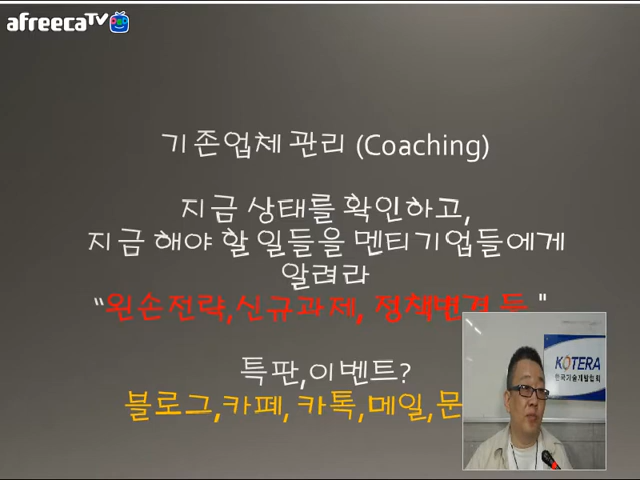 afreecaTV
기존업체 관리 (Coaching)
지금 상태를 확인하고,
지금 해야 할 일들을 멘티기업들에게
알려라
“왼손전략,신규과제, 정책변경 등 "
특판,이벤트?
블로그,카페, 카톡,메일,문
KOTERA
한국기술개발협회